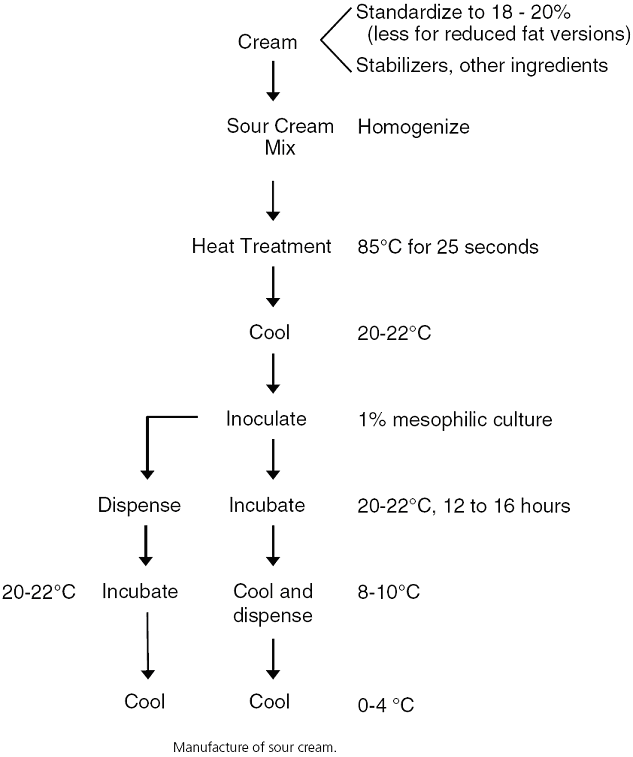 Standardize to 18 - 20%
Cream
(less for reduced fat versions)
Stabilizers, other ingredients
Sour Cream Mix
Homogenize
Heat Treatment
85°C for 25 seconds
Cool
20-22°C
Inoculate
1% mesophilic culture
Dispense
Incubate
20-22°C, 12 to 16 hours
20-22°C
Incubate
Cool and dispense
8-10°C
Cool
Cool
0-4 °C
Manufacture of sour cream.